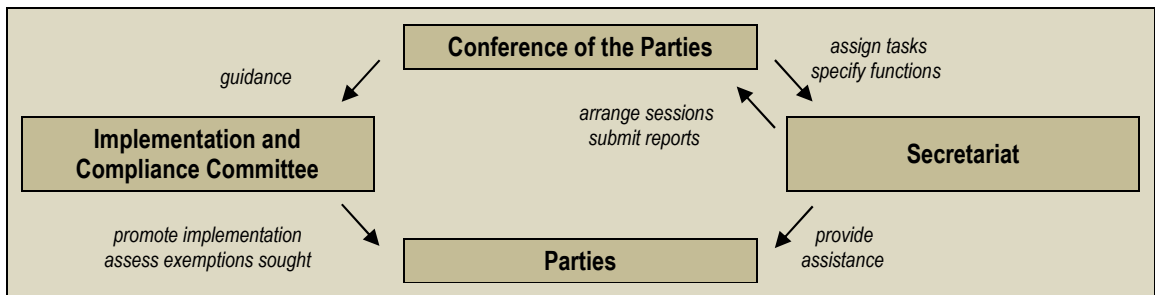 Conference of the Parties
assign tasks
specify functions
guidance
arrange sessions
submit reports
Implementation and
Compliance Committee
Secretariat
promote implementation
assess exemptions sought
Parties
provide
assistance